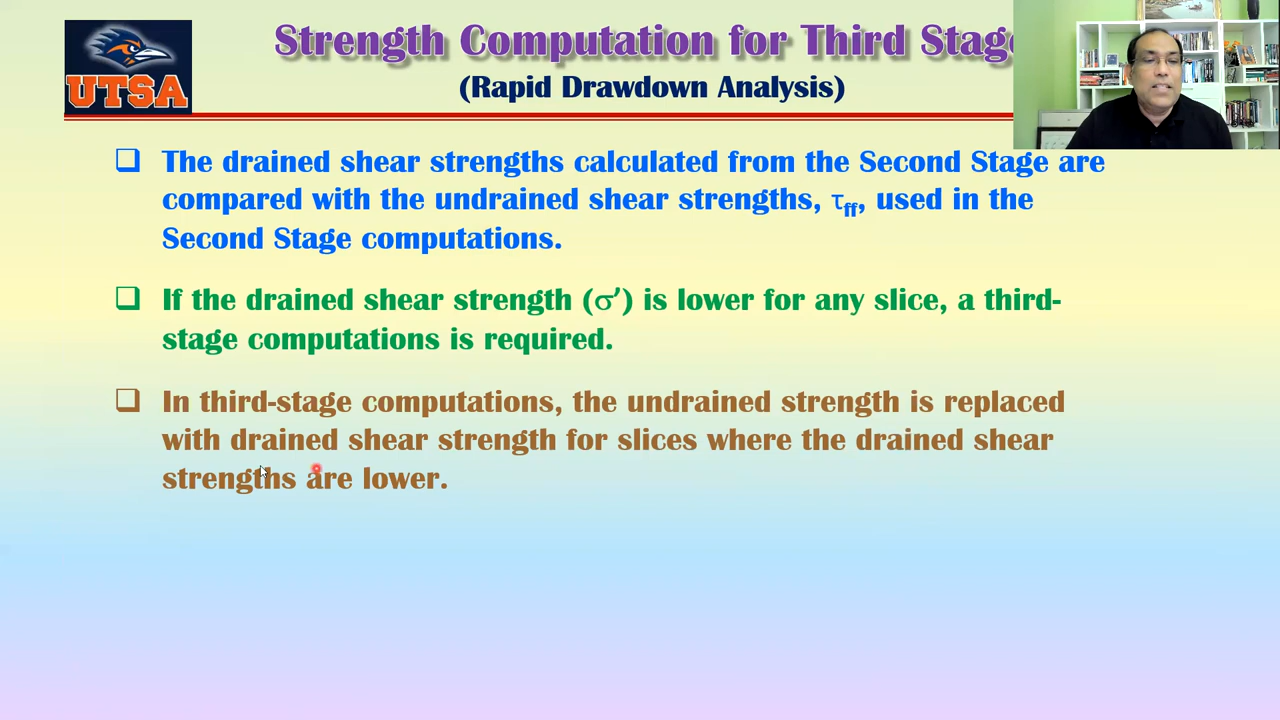 UTSA
Strength Computation for Third Stage
(Rapid Drawdown Analysis)
❑ The drained shear strengths calculated from the Second Stage are
compared with the undrained shear strengths, τff, used in the
Second Stage computations.
❑ If the drained shear strength (σ′) is lower for any slice, a third-
stage computations is required.
❑ In third-stage computations, the undrained strength is replaced
with drained shear strength for slices where the drained shear
strengths are lower.